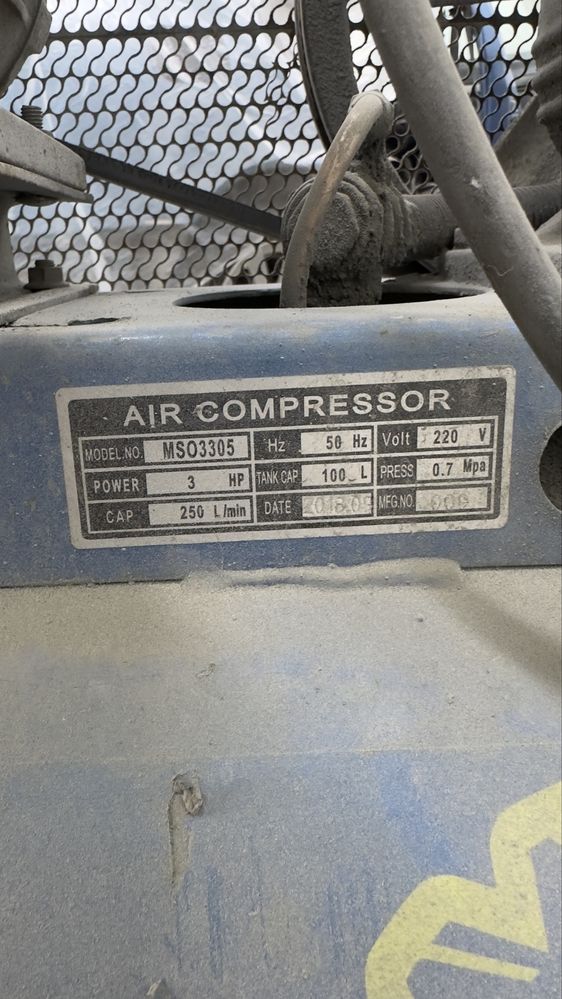 AIR COMPRESSOR
MODEL.NO. MSO3305 Hz 50 Hz Volt 220 V
POWER 3 HP TANK CAP 100 L PRESS 0.7 Mpa
CAP 250 L/min DATE MFG.NO